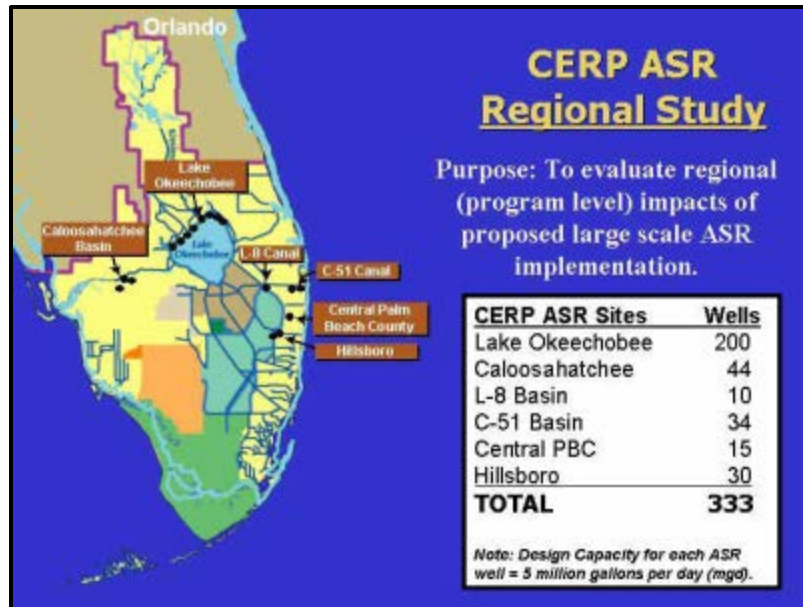 Orlando
Lake
Okeechobee
Caloosahatchee
Basin
Lake
Okeechobee
L-8 Canal
C-51 Canal
Central Palm
Beach County
Hillsboro
CERP ASR
Regional Study
Purpose: To evaluate regional
(program level) impacts of
proposed large scale ASR
implementation.
CERP ASR Sites Wells
Lake Okeechobee 200
Caloosahatchee 44
L-8 Basin 10
C-51 Basin 34
Central PBC 15
Hillsboro 30
TOTAL 333
Note: Design Capacity for each ASR
well = 5 million gallons per day (mgd).